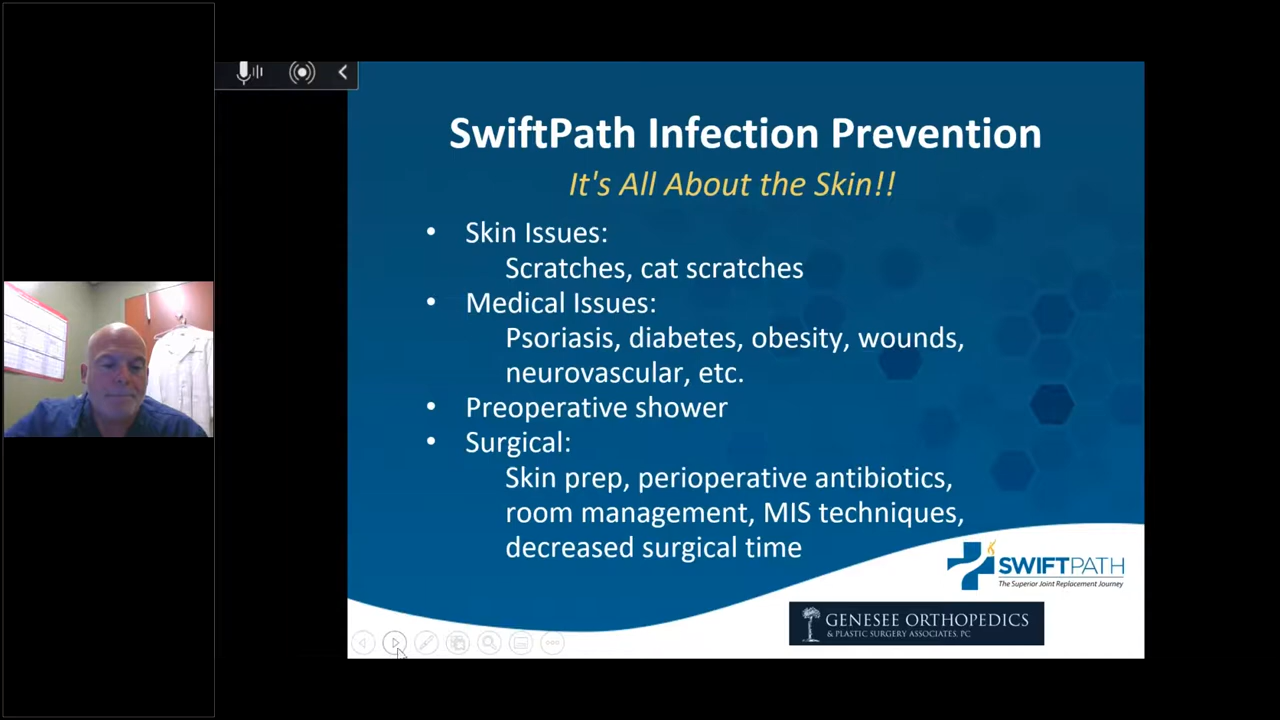 SwiftPath Infection Prevention
It's All About the Skin!!
• Skin Issues:
Scratches, cat scratches
• Medical Issues:
Psoriasis, diabetes, obesity, wounds,
neurovascular, etc.
• Preoperative shower
• Surgical:
Skin prep, perioperative antibiotics,
room management, MIS techniques,
decreased surgical time
SWIFTPATH
The Superior Joint Replacement Journey
GENESEE ORTHOPEDICS
& PLASTIC SURGERY ASSOCIATES, PC